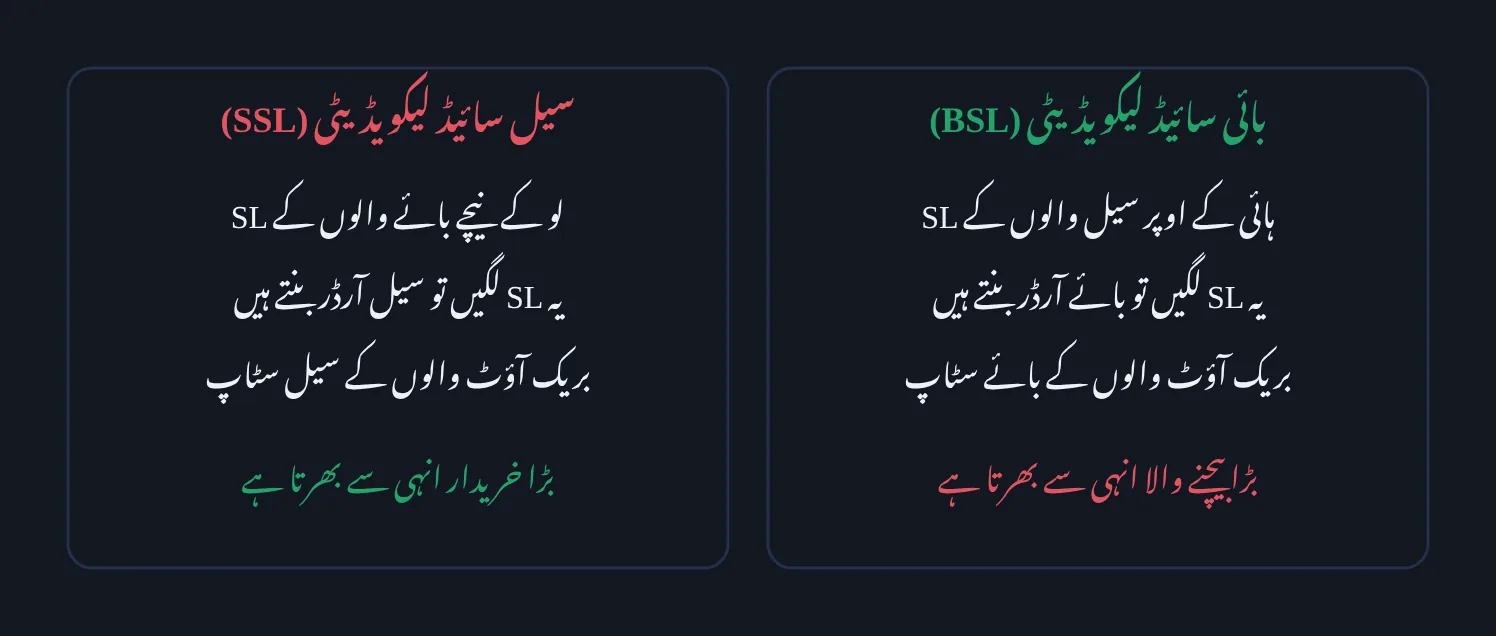 بائی سائیڈ لیکویڈیٹی (BSL)
ہائی کے اوپر سیل والوں کے SL
یہ SL لگیں تو بائے آرڈر بنتے ہیں
بریک آؤٹ والوں کے بائے سٹاپ
بڑا بیچنے والا انہی سے بھرتا ہے
سیل سائیڈ لیکویڈیٹی (SSL)
لو کے نیچے بائے والوں کے SL
یہ SL لگیں تو سیل آرڈر بنتے ہیں
بریک آؤٹ والوں کے سیل سٹاپ
بڑا خریدار انہی سے بھرتا ہے